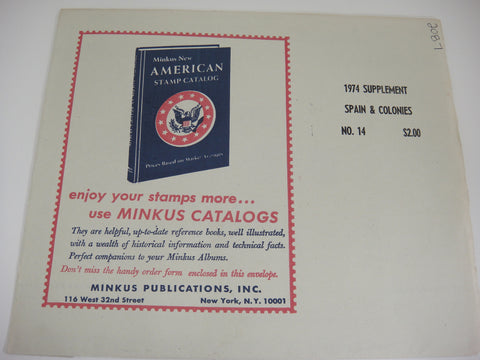 Minkus New
AMERICAN
STAMP CATALOG
Prices Based on Market Averages
enjoy your stamps more...
use MINKUS CATALOGS
They are helpful, up-to-date reference books, well illustrated,
with a wealth of historical information and technical facts.
Perfect companions to your Minkus Albums.
Don't miss the handy order form enclosed in this envelope.
MINKUS PUBLICATIONS, INC.
116 West 32nd Street New York, N.Y. 10001
1974 SUPPLEMENT
SPAIN & COLONIES
NO. 14 $2.00